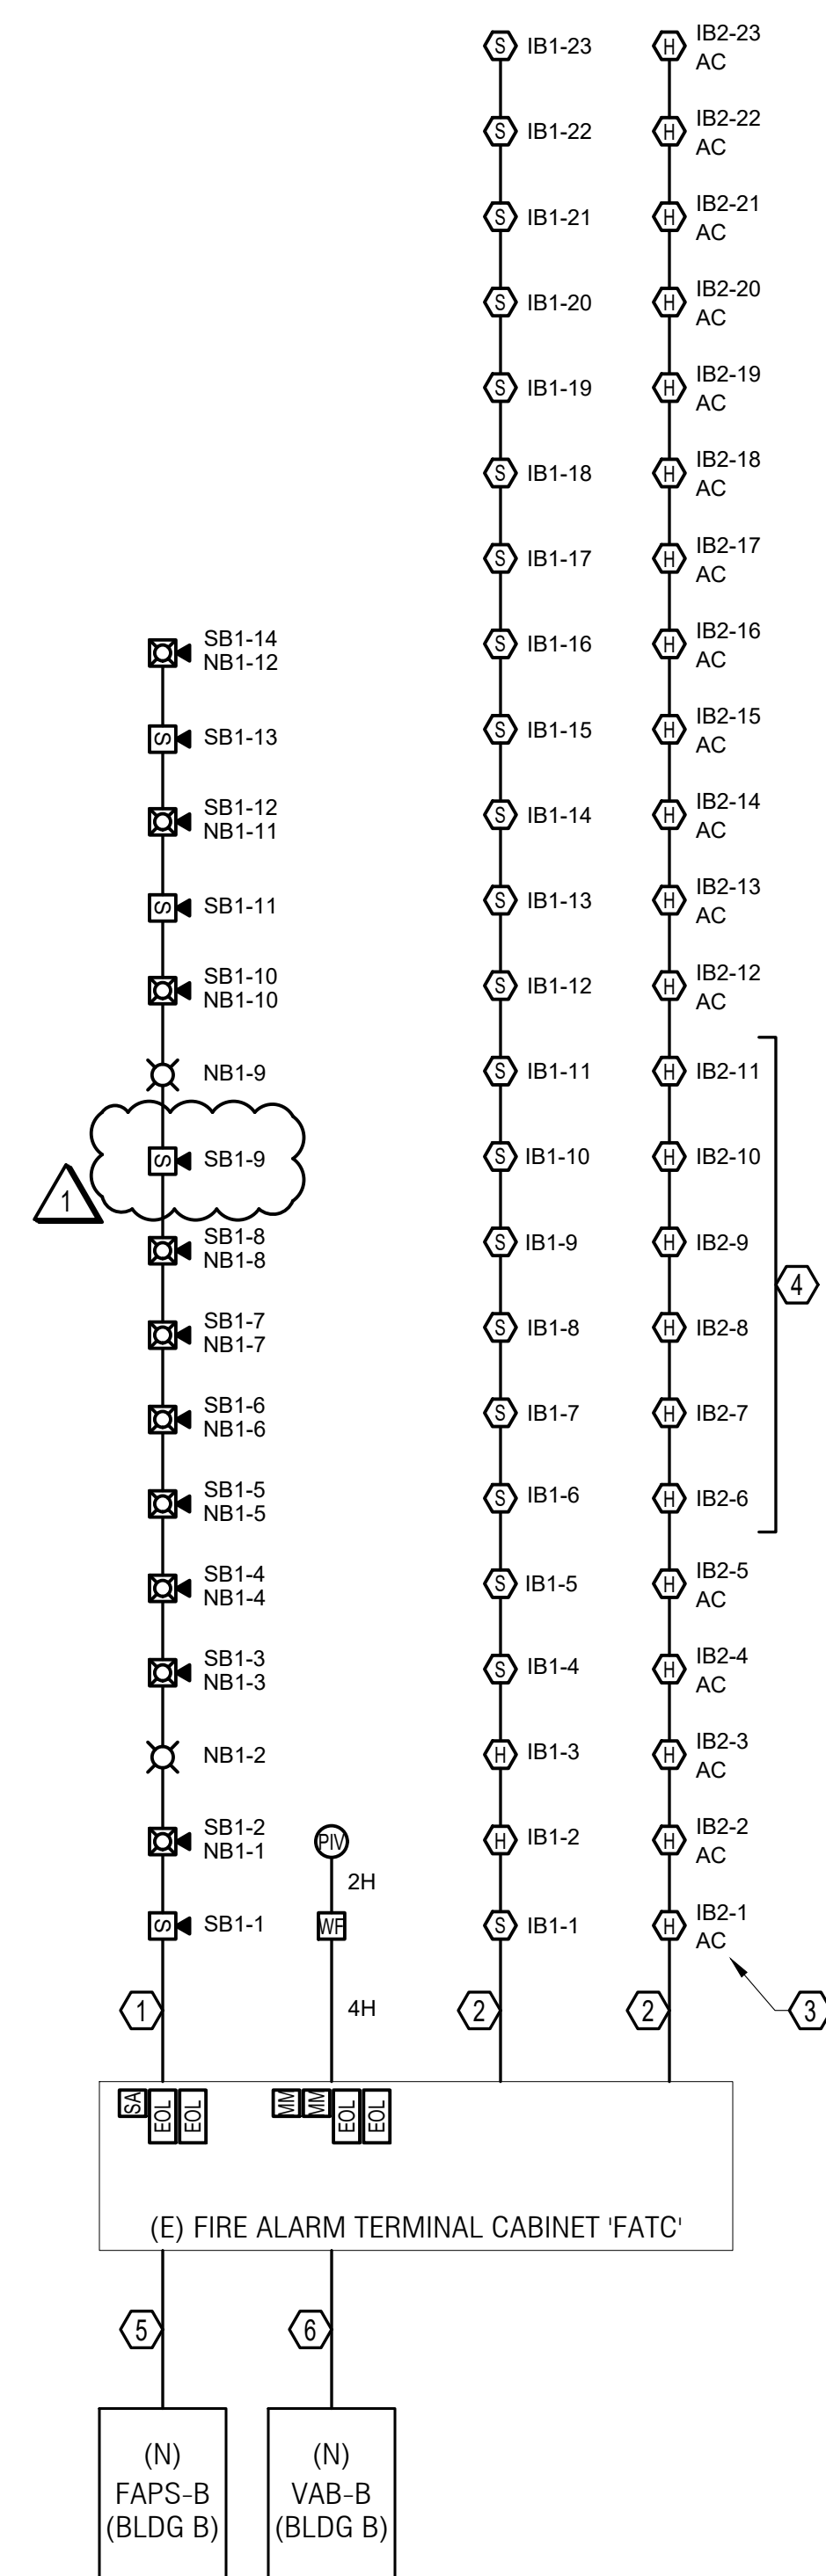 S IB1-23
H IB2-23
AC
S IB1-22
H IB2-22
AC
S IB1-21
H IB2-21
AC
S IB1-20
H IB2-20
AC
S IB1-19
H IB2-19
AC
S IB1-18
H IB2-18
AC
S IB1-17
H IB2-17
AC
SB1-14
NB1-12
S IB1-16
H IB2-16
AC
S SB1-13
S IB1-15
H IB2-15
AC
SB1-12
NB1-11
S IB1-14
H IB2-14
AC
S SB1-11
S IB1-13
H IB2-13
AC
SB1-10
NB1-10
S IB1-12
H IB2-12
AC
NB1-9
S IB1-11
H IB2-11
S SB1-9
1
S IB1-10
H IB2-10
SB1-8
NB1-8
S IB1-9
H IB2-9
4
SB1-7
NB1-7
S IB1-8
H IB2-8
SB1-6
NB1-6
S IB1-7
H IB2-7
SB1-5
NB1-5
S IB1-6
H IB2-6
SB1-4
NB1-4
S IB1-5
H IB2-5
AC
SB1-3
NB1-3
S IB1-4
H IB2-4
AC
NB1-2
H IB1-3
H IB2-3
AC
SB1-2
NB1-1
PIV
2H
H IB1-2
H IB2-2
AC
S SB1-1
WF
S IB1-1
H IB2-1
AC
1
4H
2
2
3
SA EOL EOL
MM MM EOL EOL
(E) FIRE ALARM TERMINAL CABINET 'FATC'
5
6
(N)
FAPS-B
(BLDG B)
(N)
VAB-B
(BLDG B)